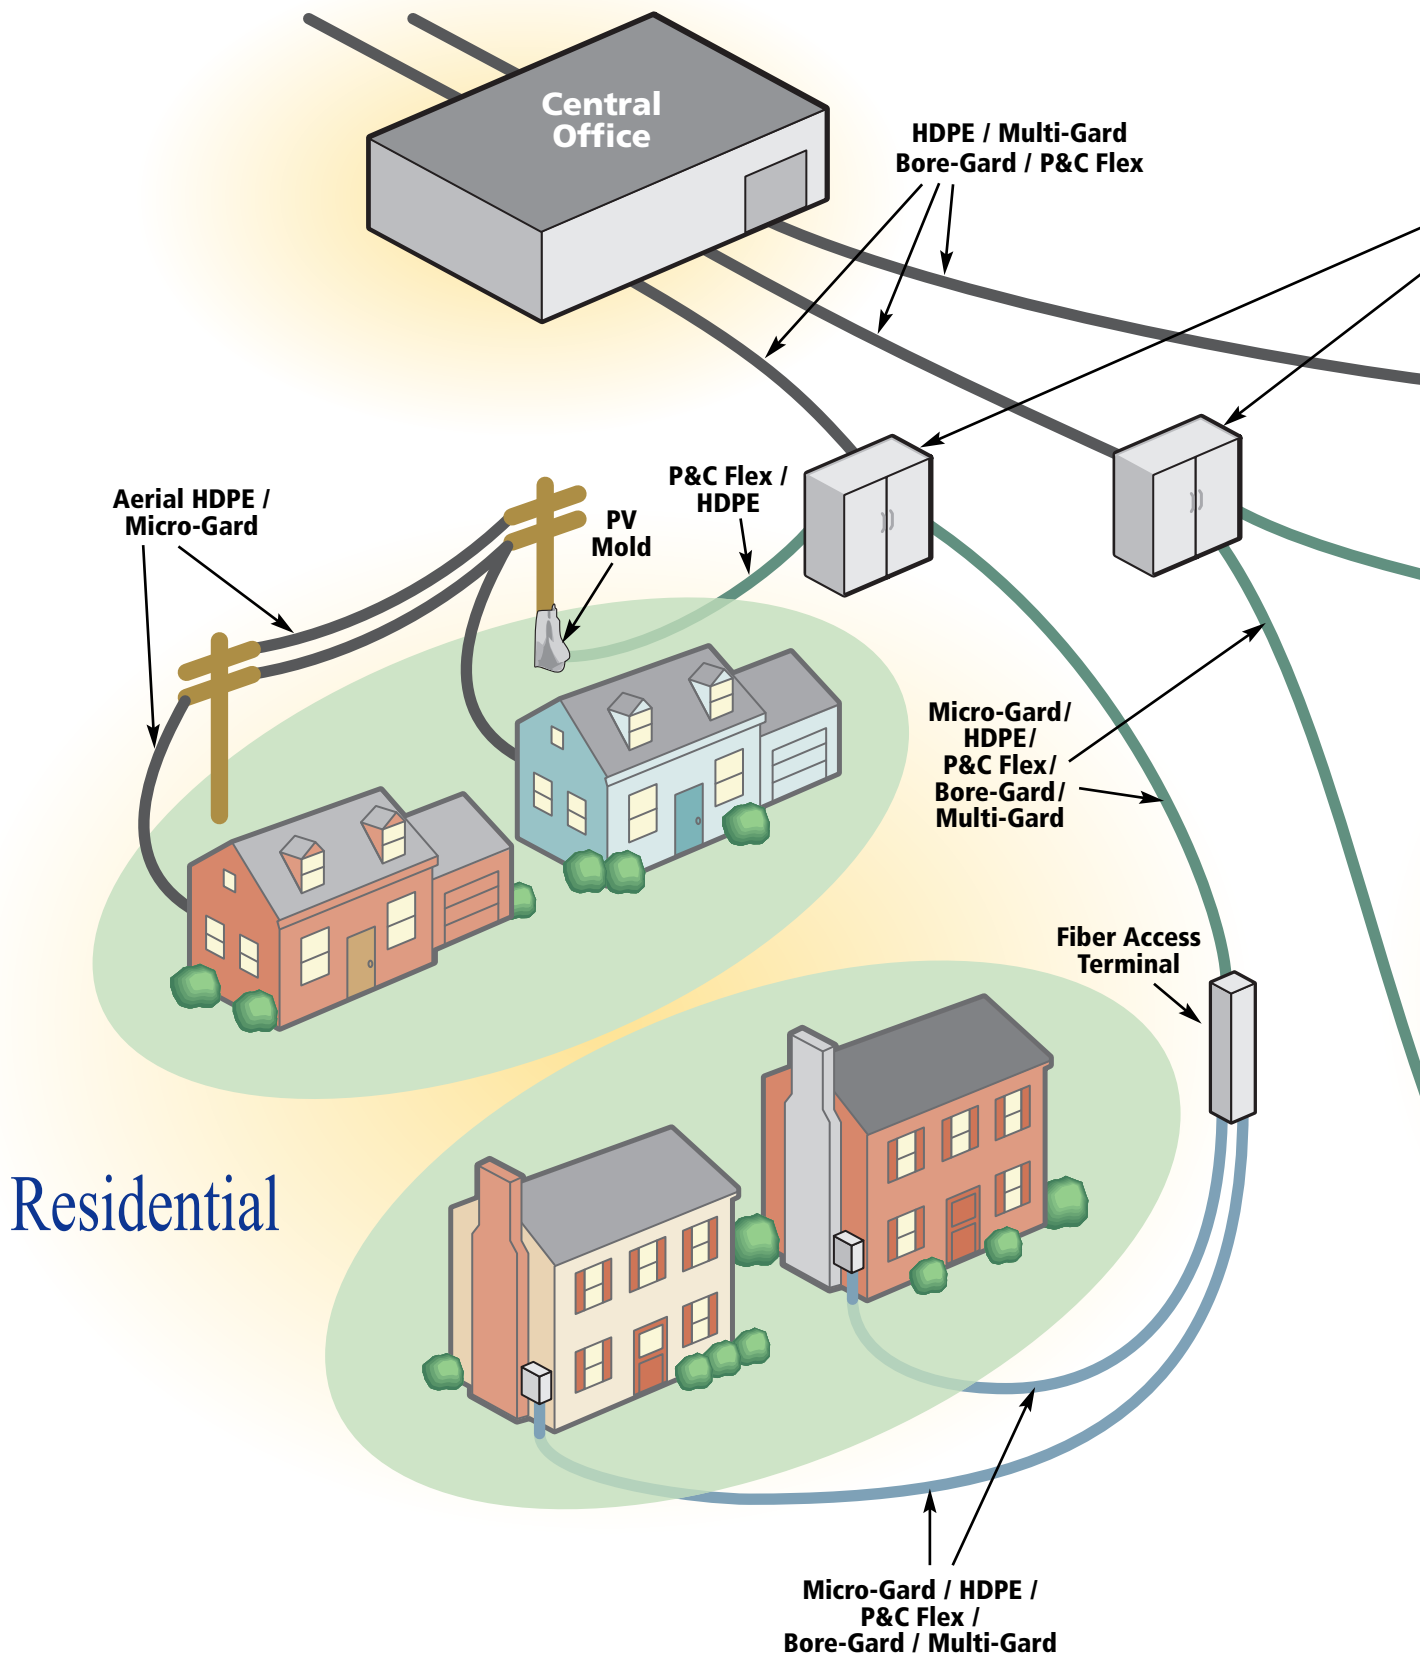 Central
Office
HDPE / Multi-Gard
Bore-Gard / P&C Flex
P&C Flex /
HDPE
Aerial HDPE /
Micro-Gard
PV
Mold
Micro-Gard/
HDPE/
P&C Flex/
Bore-Gard/
Multi-Gard
Fiber Access
Terminal
Residential
Micro-Gard / HDPE /
P&C Flex /
Bore-Gard / Multi-Gard